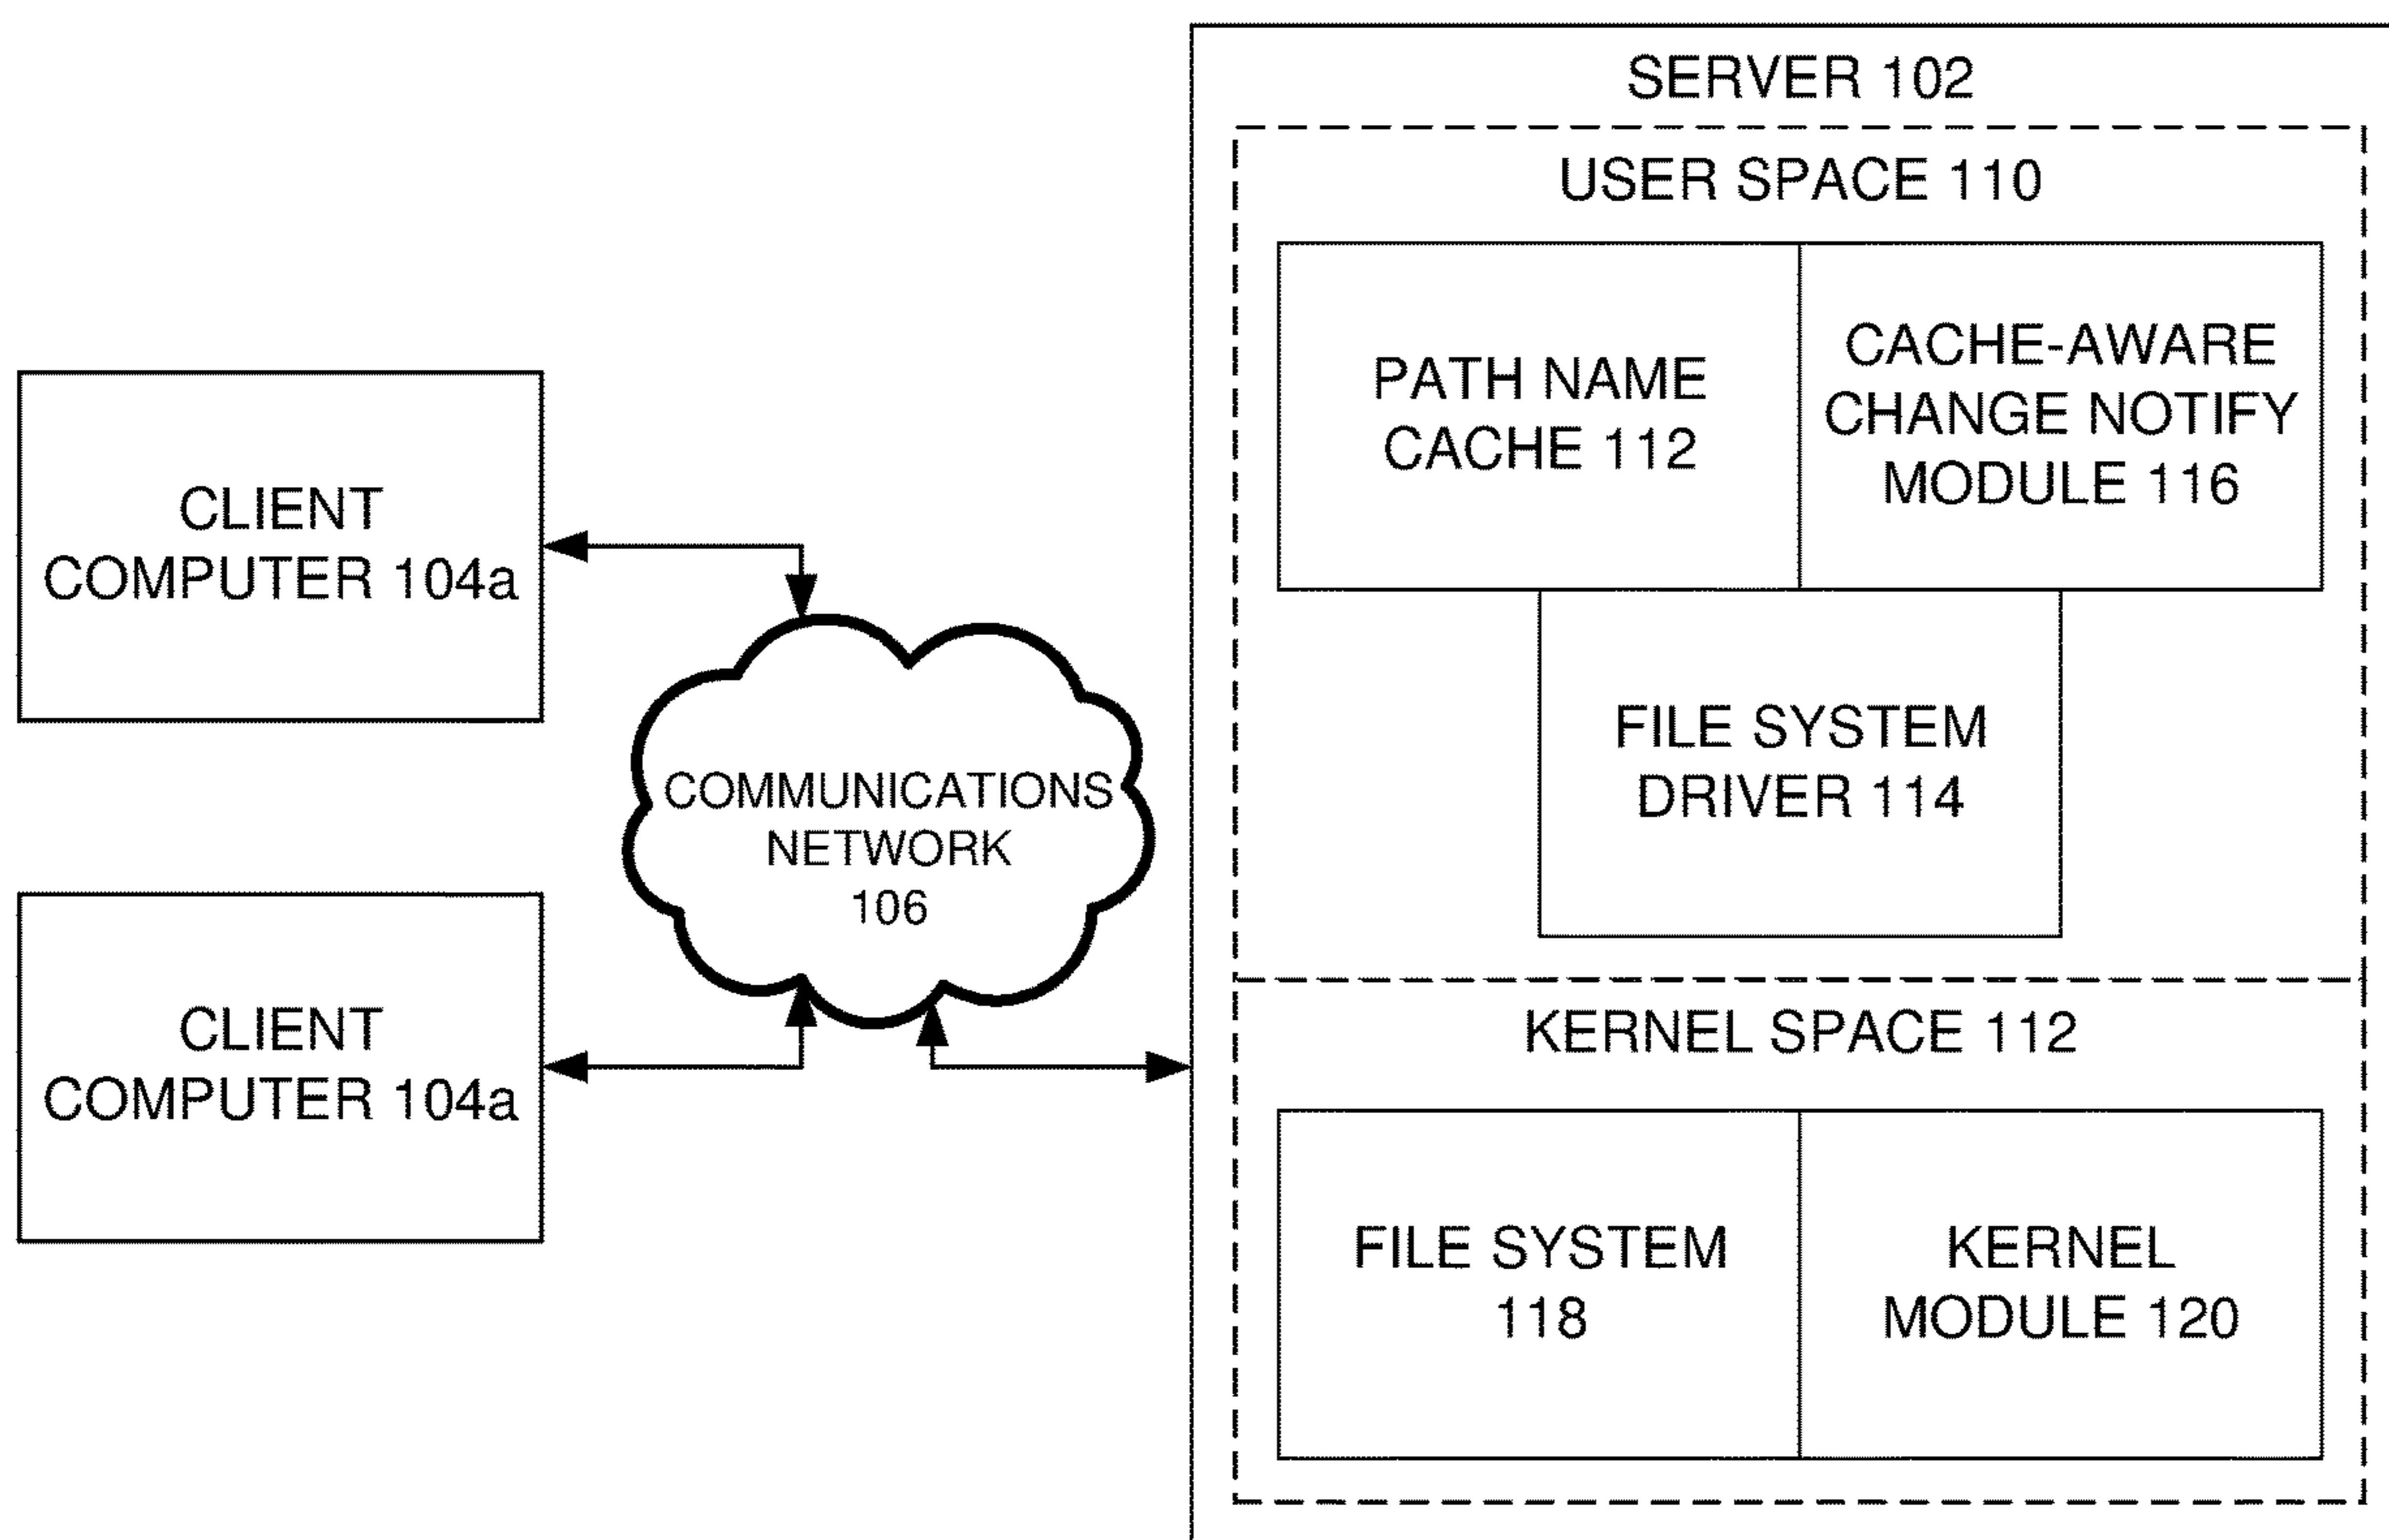 SERVER 102
USER SPACE 110
PATH NAME
CACHE 112
CACHE-AWARE
CHANGE NOTIFY
MODULE 116
CLIENT
COMPUTER 104a
COMMUNICATIONS
NETWORK
106
FILE SYSTEM
DRIVER 114
CLIENT
COMPUTER 104a
KERNEL SPACE 112
FILE SYSTEM
118
KERNEL
MODULE 120